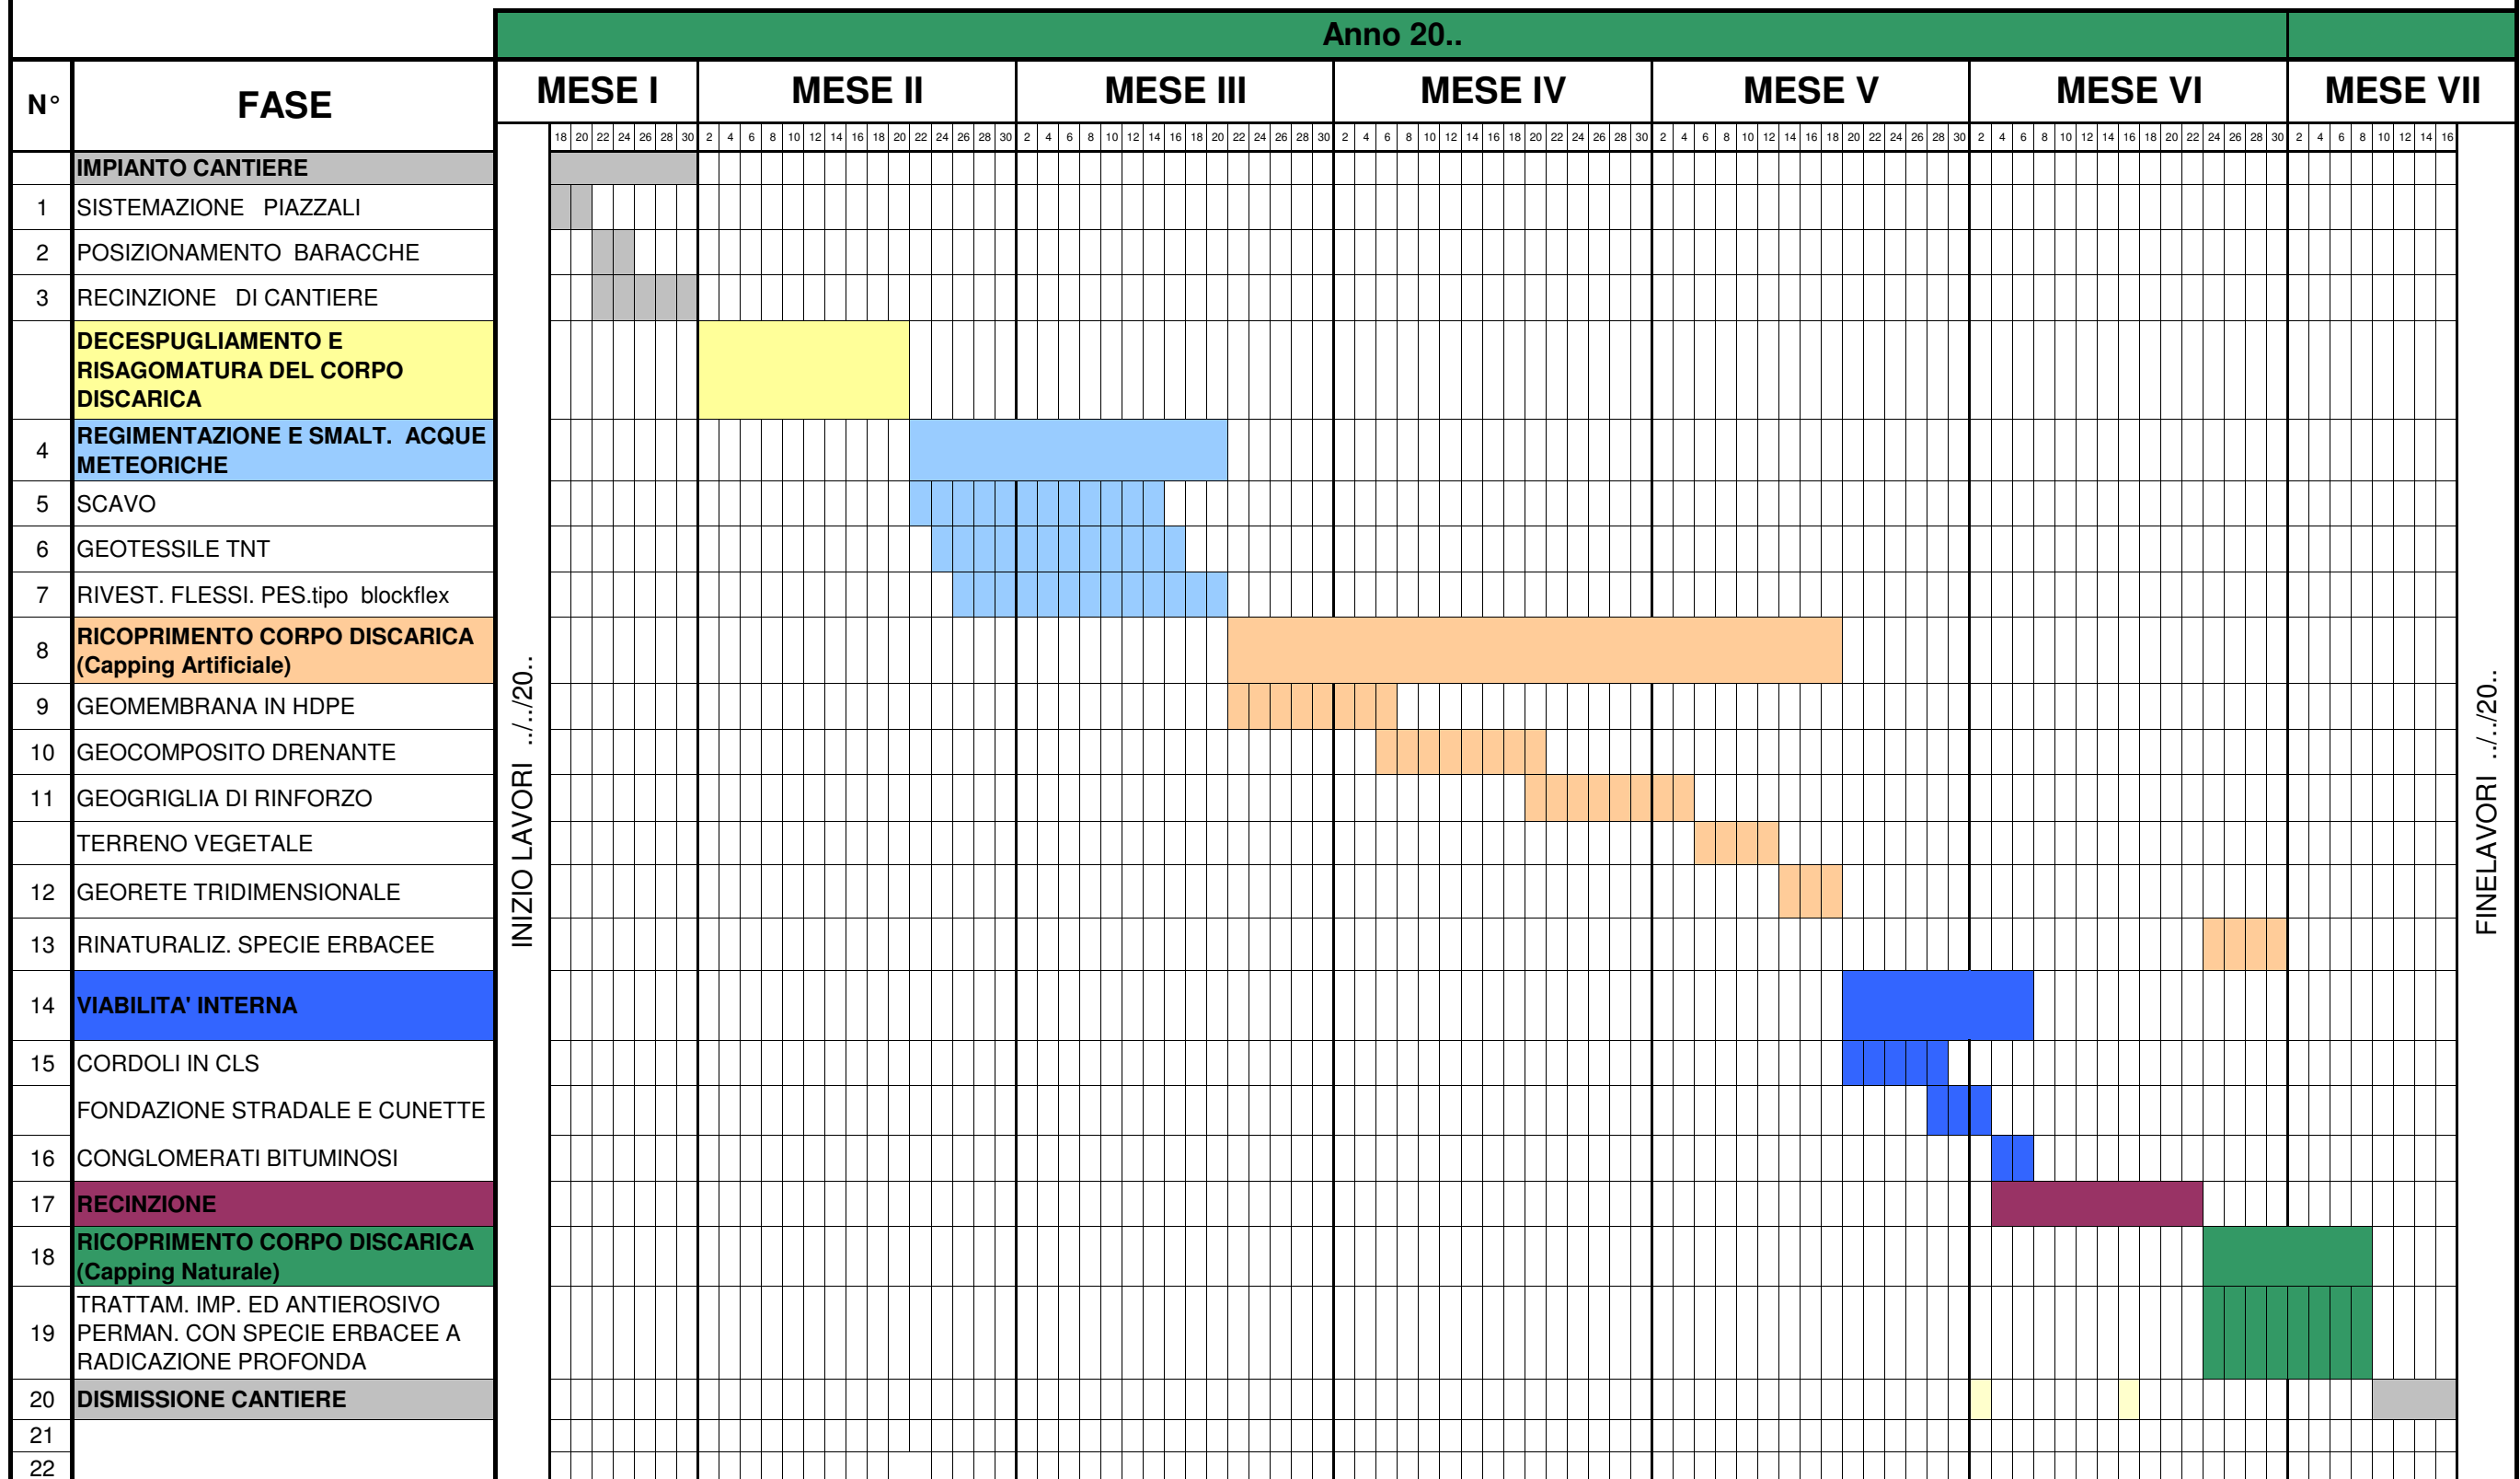 Anno 20..
N° FASE MESE I MESE II MESE III MESE IV MESE V MESE VI MESE VII
18 20 22 24 26 28 30 2 4 6 8 10 12 14 16 18 20 22 24 26 28 30 2 4 6 8 10 12 14 16 18 20 22 24 26 28 30 2 4 6 8 10 12 14 16 18 20 22 24 26 28 30 2 4 6 8 10 12 14 16 18 20 22 24 26 28 30 2 4 6 8 10 12 14 16 18 20 22 24 26 28 30 2 4 6 8 10 12 14 16
IMPIANTO CANTIERE
1 SISTEMAZIONE PIAZZALI
2 POSIZIONAMENTO BARACCHE
3 RECINZIONE DI CANTIERE
DECESPUGLIAMENTO E
RISAGOMATURA DEL CORPO
DISCARICA
4 REGIMENTAZIONE E SMALT. ACQUE
METEORICHE
5 SCAVO
6 GEOTESSILE TNT
7 RIVEST. FLESSI. PES.tipo blockflex
8 RICOPRIMENTO CORPO DISCARICA
(Capping Artificiale)
9 GEOMEMBRANA IN HDPE
10 GEOCOMPOSITO DRENANTE
11 GEOGRIGLIA DI RINFORZO
TERRENO VEGETALE
12 GEORETE TRIDIMENSIONALE
13 RINATURALIZ. SPECIE ERBACEE
14 VIABILITA' INTERNA
15 CORDOLI IN CLS
FONDAZIONE STRADALE E CUNETTE
16 CONGLOMERATI BITUMINOSI
17 RECINZIONE
18 RICOPRIMENTO CORPO DISCARICA
(Capping Naturale)
19 TRATTAM. IMP. ED ANTIEROSIVO
PERMAN. CON SPECIE ERBACEE A
RADICAZIONE PROFONDA
20 DISMISSIONE CANTIERE
21
22
INIZIO LAVORI ../../20..
FINELAVORI ../../20..